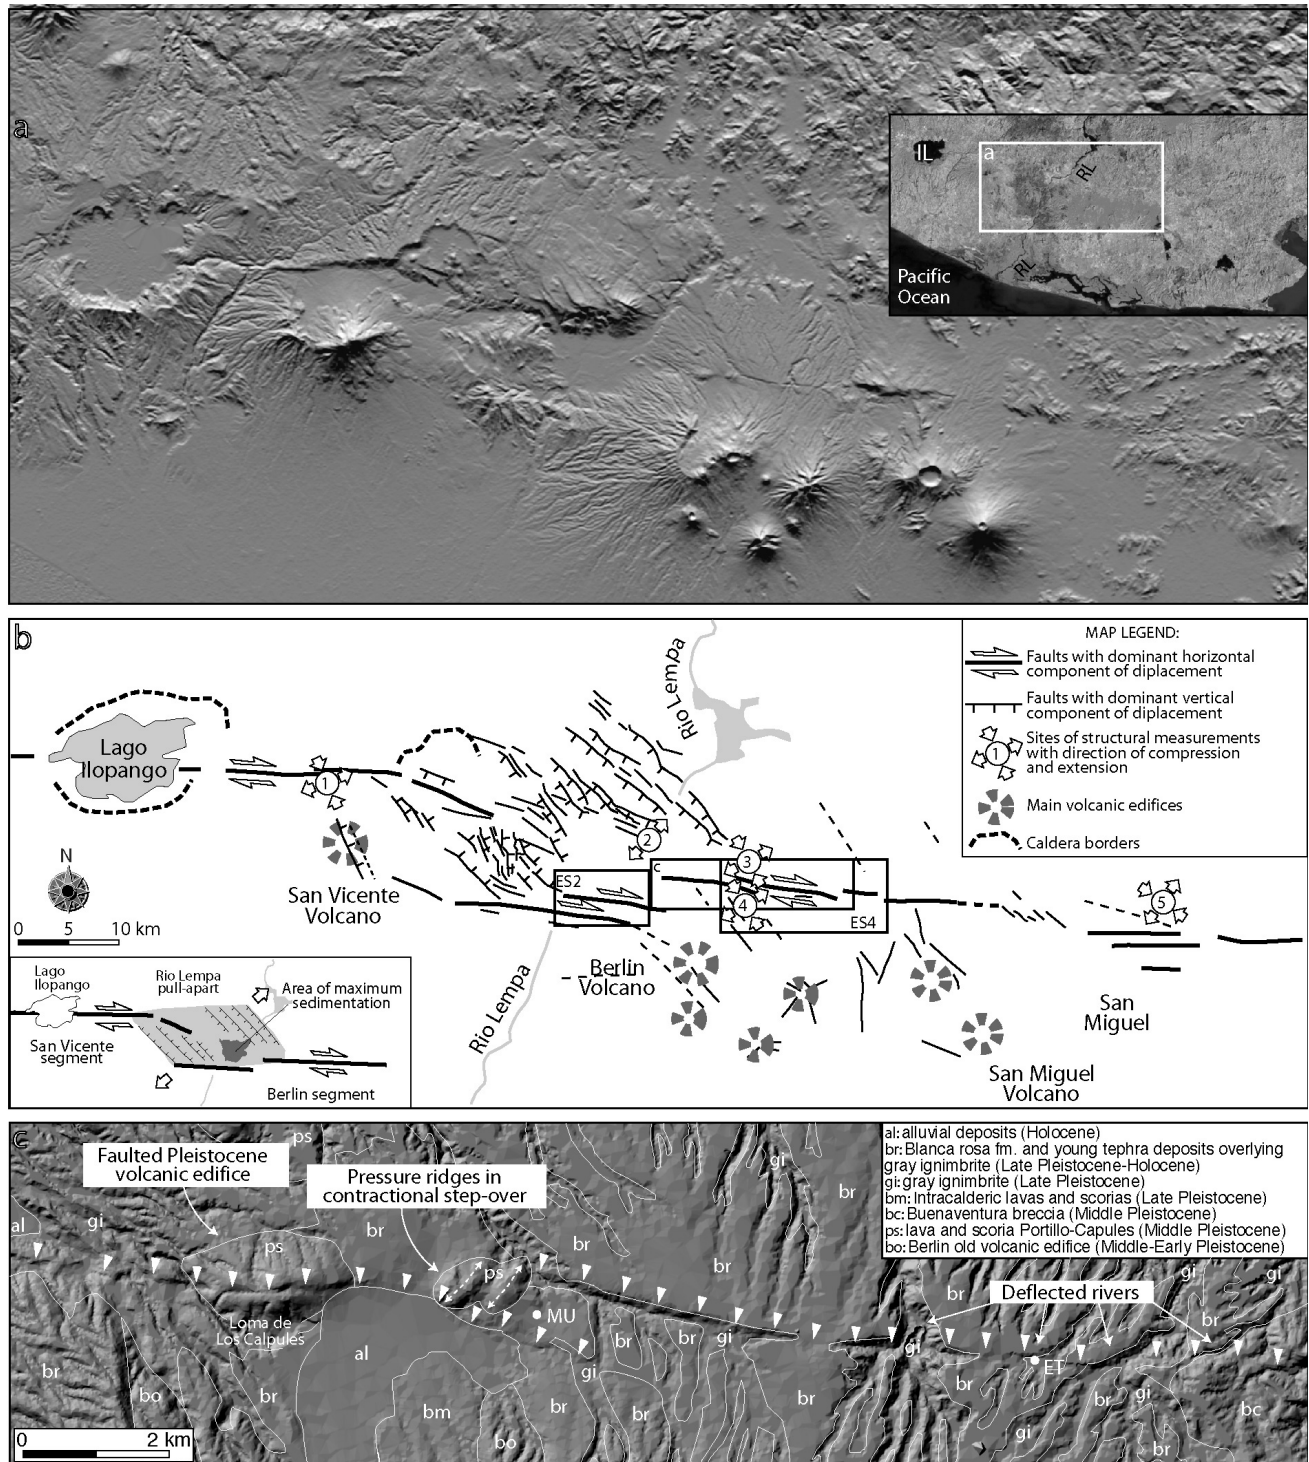 a
IL
a
RL
RL
Pacific
Ocean
b
MAP LEGEND:
Faults with dominant horizontal
component of diplacement
Faults with dominant vertical
component of diplacement
1
Sites of structural measurements
with direction of compression
and extension
Main volcanic edifices
Caldera borders
Rio Lempa
Lago
Ilopango
1
2
3
4
5
c
ES2
ES4
N
San Vicente
Volcano
0 5 10 km
Rio Lempa
Berlin
Volcano
San
Miguel
San Miguel
Volcano
Lago
Ilopango
Rio Lempa
pull-apart
Area of maximum
sedimentation
San Vicente
segment
Berlin segment
c
Faulted Pleistocene
volcanic edifice
Pressure ridges in
contractional step-over
al: alluvial deposits (Holocene)
br: Blanca rosa fm. and young tephra deposits overlying
gray ignimbrite (Late Pleistocene-Holocene)
gi: gray ignimbrite (Late Pleistocene)
bm: Intracalderic lavas and scorias (Late Pleistocene)
bc: Buenaventura breccia (Middle Pleistocene)
ps: lava and scoria Portillo-Capules (Middle Pleistocene)
bo: Berlin old volcanic edifice (Middle-Early Pleistocene)
ps
gi
br
al
gi
br
br
ps
ps
br
gi
gi
br
Deflected rivers
br
MU
Loma de
Los Calpules
al
br
br
gi
gi
ET
br
bo
br
gi
br
br
br
br
br
gi
bc
bm
bo
gi
br
0 2 km